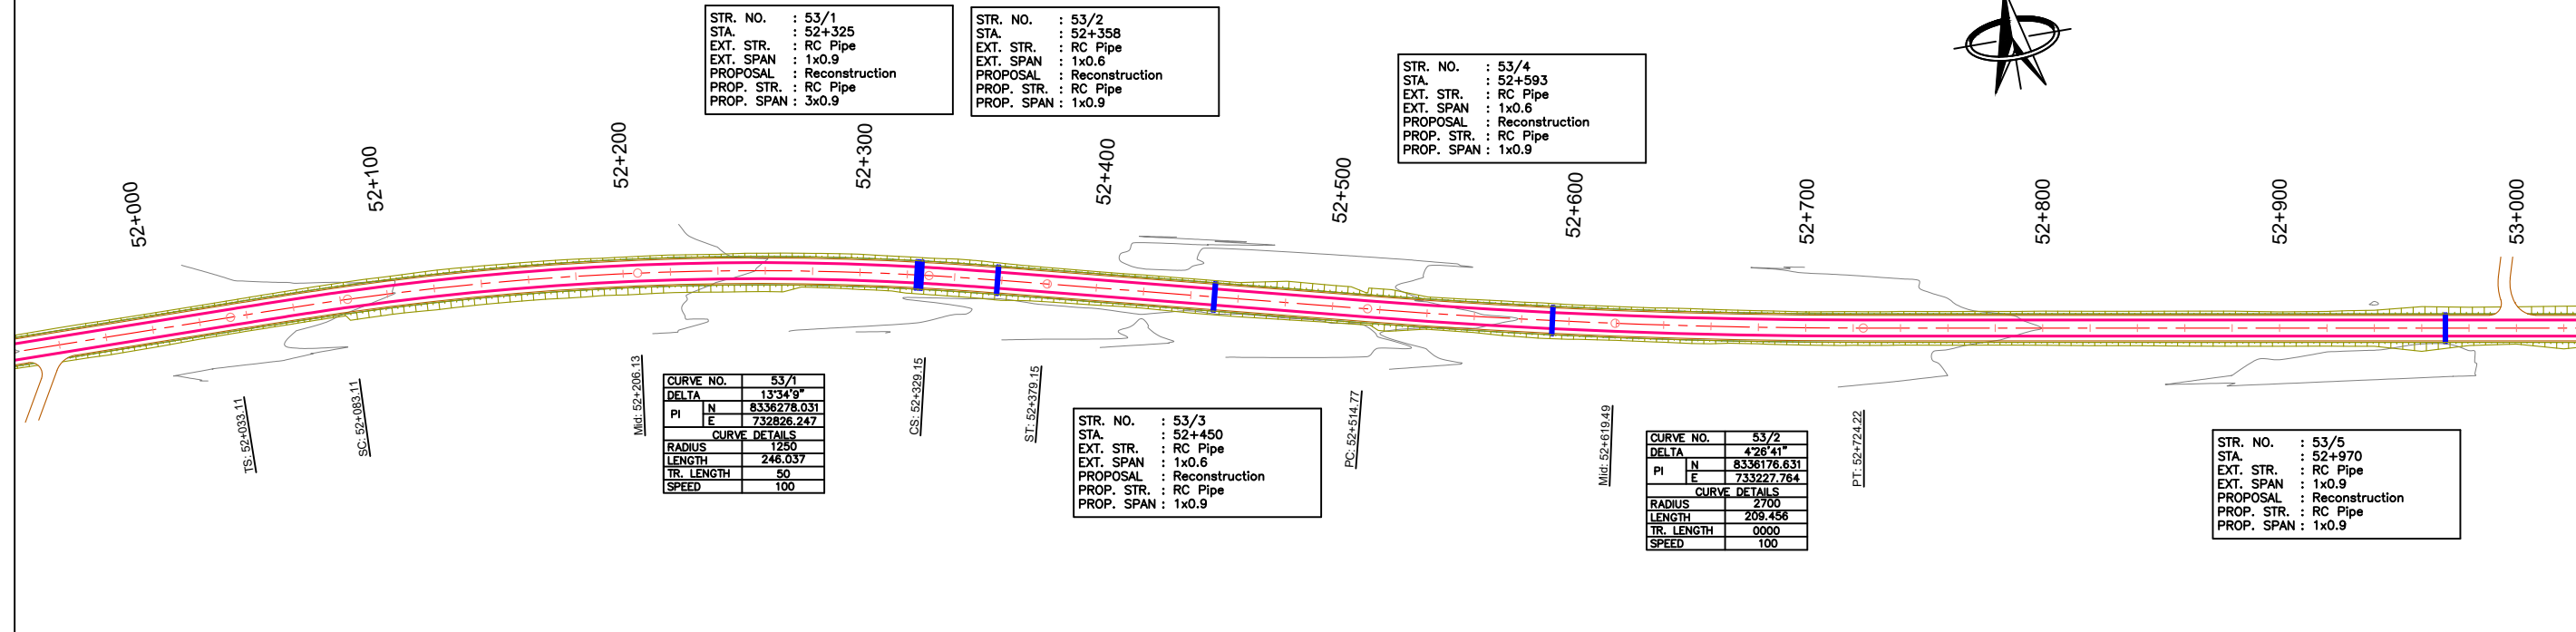 STR. NO. : 53/1
STA. : 52+325
EXT. STR. : RC Pipe
EXT. SPAN : 1x0.9
PROPOSAL : Reconstruction
PROP. STR. : RC Pipe
PROP. SPAN : 3x0.9
STR. NO. : 53/2
STA. : 52+358
EXT. STR. : RC Pipe
EXT. SPAN : 1x0.6
PROPOSAL : Reconstruction
PROP. STR. : RC Pipe
PROP. SPAN : 1x0.9
STR. NO. : 53/4
STA. : 52+593
EXT. STR. : RC Pipe
EXT. SPAN : 1x0.6
PROPOSAL : Reconstruction
PROP. STR. : RC Pipe
PROP. SPAN : 1x0.9
52+000
52+100
52+200
52+300
52+400
52+500
52+600
52+700
52+800
52+900
53+000
TS: 52+033.11
SC: 52+083.11
Mid: 52+206.13
CS: 52+329.15
ST: 52+379.15
PC: 52+514.77
Mid: 52+619.49
PT: 52+724.22
CURVE NO. 53/1
DELTA 13°34'9"
PI N 8336278.031
E 732826.247
CURVE DETAILS
RADIUS 1250
LENGTH 246.037
TR. LENGTH 50
SPEED 100
STR. NO. : 53/3
STA. : 52+450
EXT. STR. : RC Pipe
EXT. SPAN : 1x0.6
PROPOSAL : Reconstruction
PROP. STR. : RC Pipe
PROP. SPAN : 1x0.9
CURVE NO. 53/2
DELTA 4°26'41"
PI N 8336176.631
E 733227.764
CURVE DETAILS
RADIUS 2700
LENGTH 209.456
TR. LENGTH 0000
SPEED 100
STR. NO. : 53/5
STA. : 52+970
EXT. STR. : RC Pipe
EXT. SPAN : 1x0.9
PROPOSAL : Reconstruction
PROP. STR. : RC Pipe
PROP. SPAN : 1x0.9